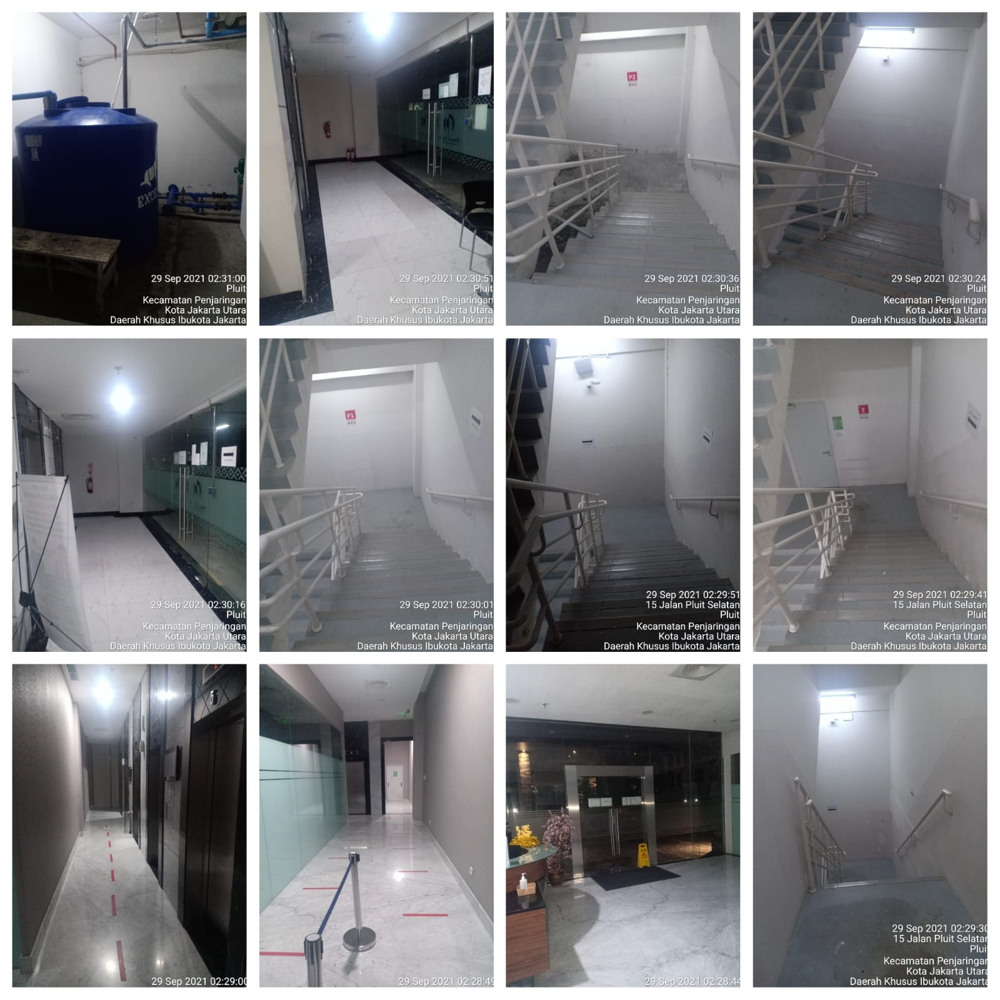 SNI
EXCE
29 Sep 2021 02:31:00
Pluit
Kecamatan Penjaringan
Kota Jakarta Utara
Daerah Khusus Ibukota Jakarta
29 Sep 2021 02:30:51
Pluit
Kecamatan Penjaringan
Kota Jakarta Utara
Daerah Khusus Ibukota Jakarta
P2
29 Sep 2021 02:30:36
Pluit
Kecamatan Penjaringan
Kota Jakarta Utara
Daerah Khusus Ibukota Jakarta
29 Sep 2021 02:30:24
Pluit
Kecamatan Penjaringan
Kota Jakarta Utara
Daerah Khusus Ibukota Jakarta
29 Sep 2021 02:30:16
Pluit
Kecamatan Penjaringan
Kota Jakarta Utara
Daerah Khusus Ibukota Jakarta
P1
29 Sep 2021 02:30:01
Pluit
Kecamatan Penjaringan
Kota Jakarta Utara
Daerah Khusus Ibukota Jakarta
29 Sep 2021 02:29:51
15 Jalan Pluit Selatan
Pluit
Kecamatan Penjaringan
Kota Jakarta Utara
Daerah Khusus Ibukota Jakarta
E
29 Sep 2021 02:29:41
15 Jalan Pluit Selatan
Pluit
Kecamatan Penjaringan
Kota Jakarta Utara
Daerah Khusus Ibukota Jakarta
29 Sep 2021 02:29:00
29 Sep 2021 02:28:49
29 Sep 2021 02:28:44
29 Sep 2021 02:29:30
15 Jalan Pluit Selatan
Pluit
Kecamatan Penjaringan
Kota Jakarta Utara
Daerah Khusus Ibukota Jakarta